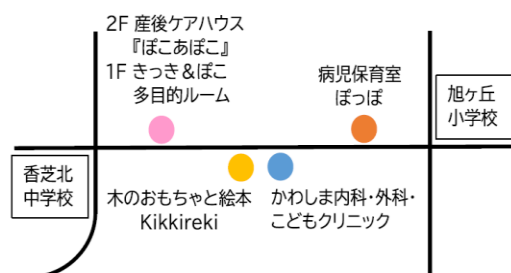 2F 産後ケアハウス
『ぽこあぽこ』
1F きっき&ぽこ
多目的ルーム
病児保育室
ぽっぽ
旭ヶ丘
小学校
香芝北
中学校
木のおもちゃと絵本
Kikkireki
かわしま内科・外科・
こどもクリニック